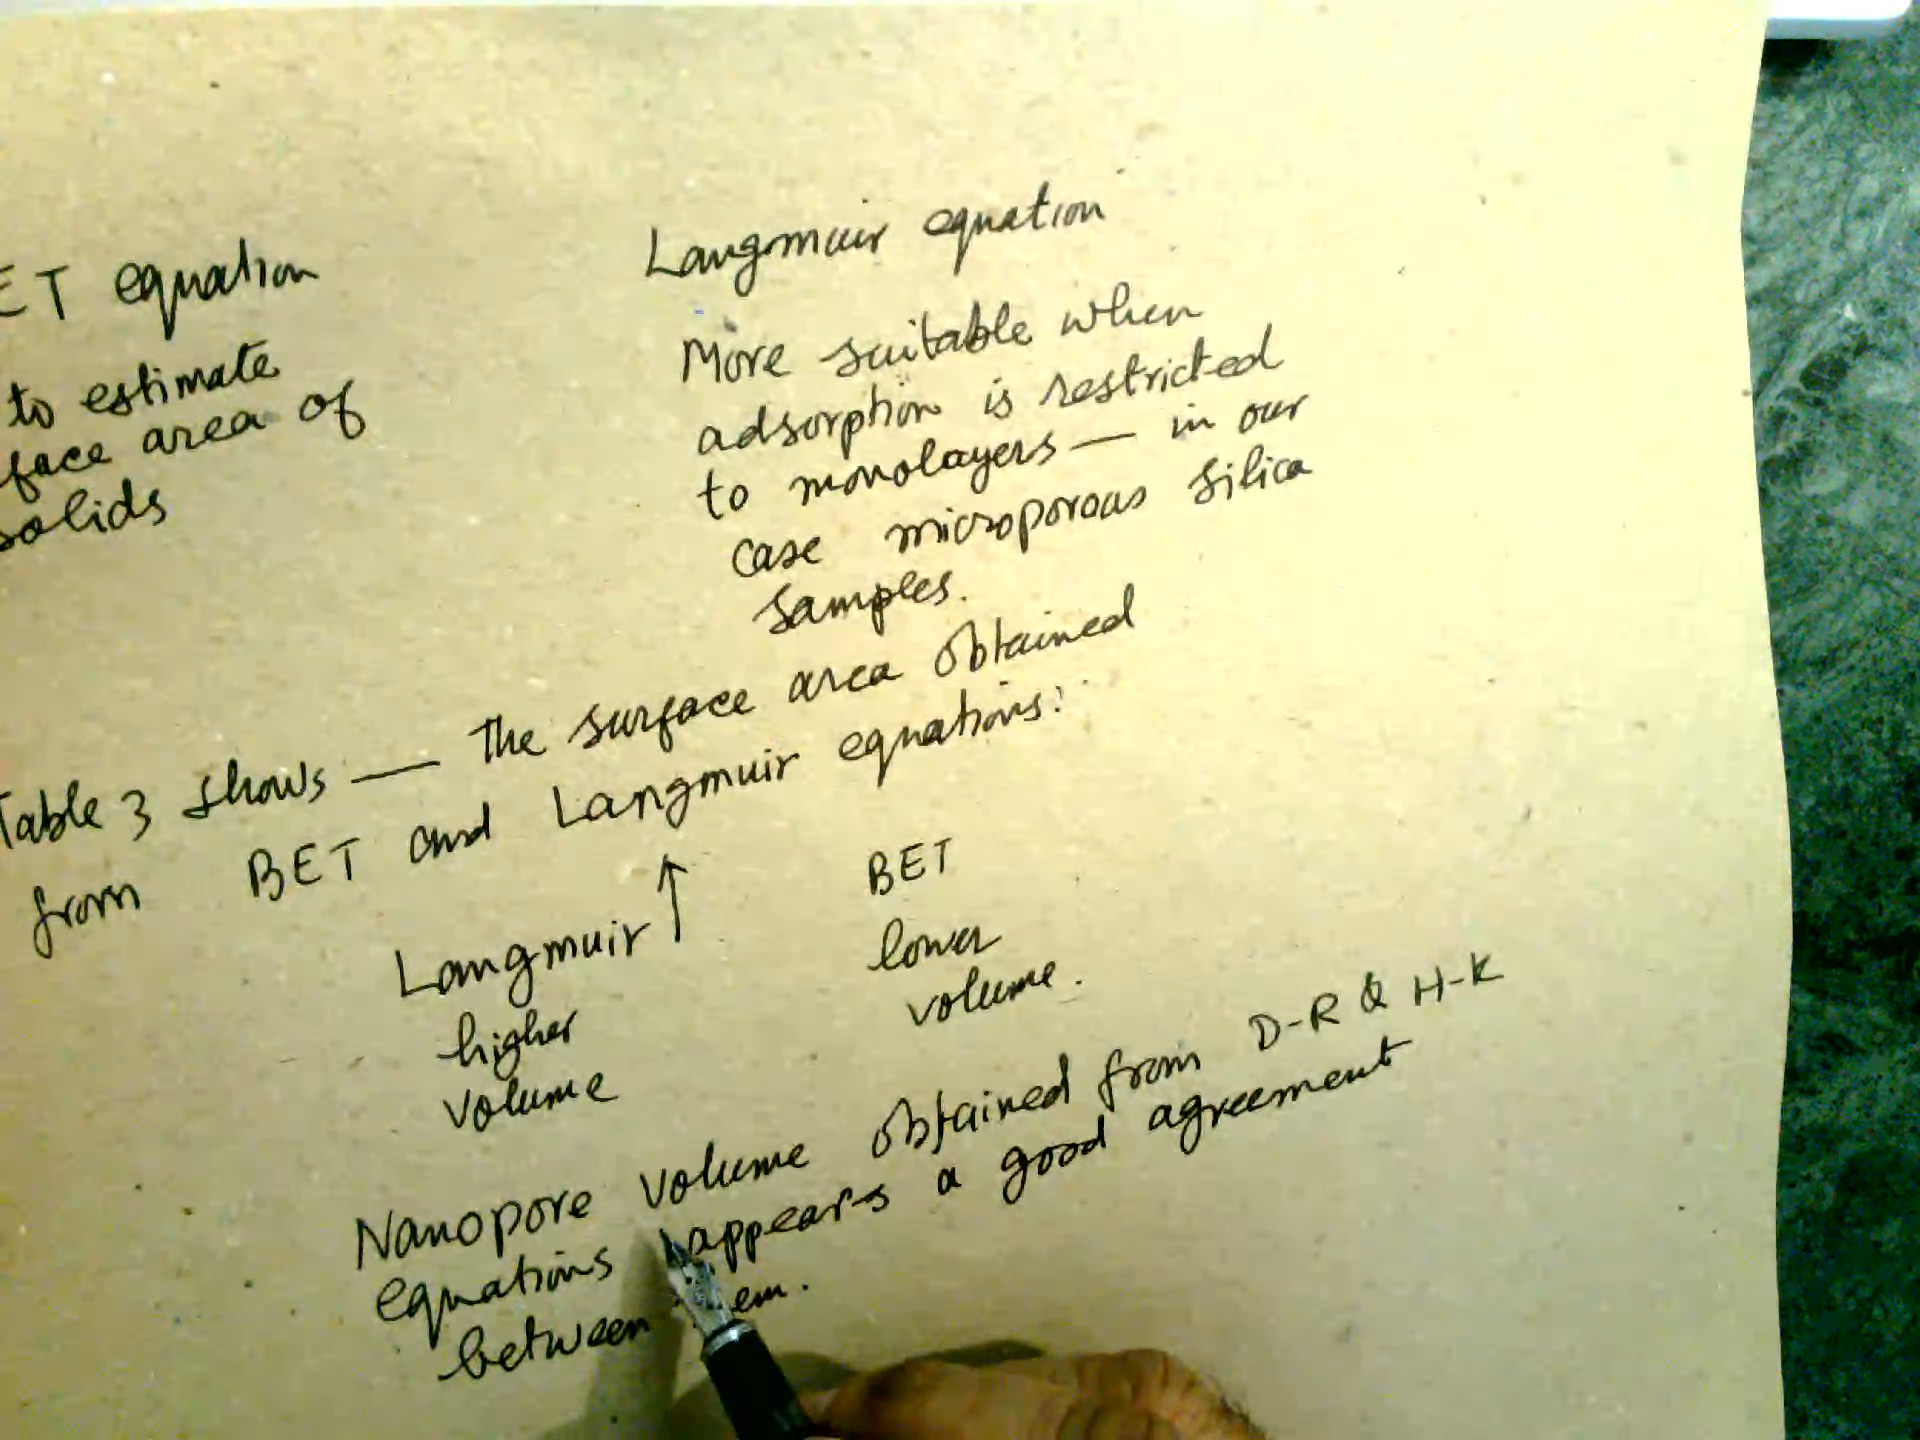 ET equation
to estimate
face area of
solids
Langmuir equation
More suitable when
adsorption is restricted
to monolayers — in our
case microporous silica
samples.
Table 3 shows — The surface area obtained
from BET and Langmuir equations:
Langmuir ↑
higher
volume
BET
lower
volume.
Nanopore volume obtained from D-R & H-K
equations appears a good agreement
between em.